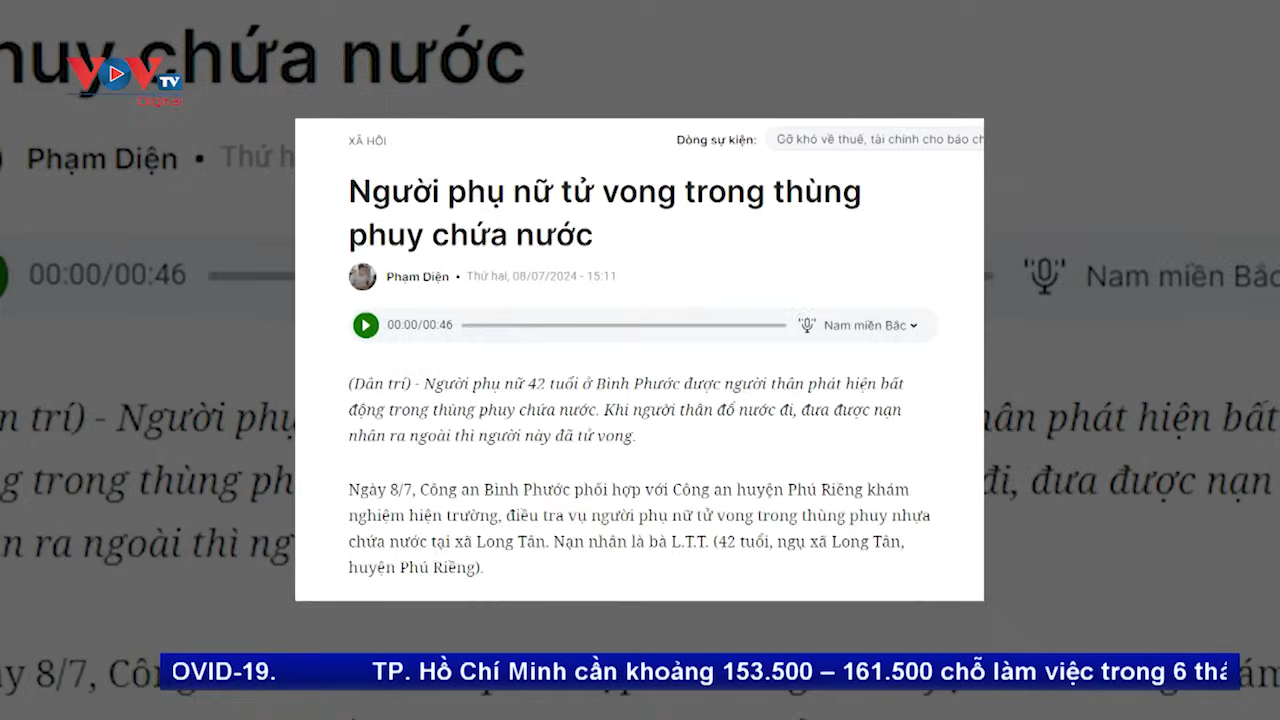 huy chứa nước
VOV TV
Digital
Phạm Diện • Thứ h
00:00/00:46
Nam miền Bắc
XÃ HỘI
Dòng sự kiện: Gỡ khó về thuế, tài chính cho báo ch
Người phụ nữ tử vong trong thùng
phuy chứa nước
Phạm Diện • Thứ hai, 08/07/2024 - 15:11
00:00/00:46 Nam miền Bắc
(Dân trí) - Người phụ nữ 42 tuổi ở Bình Phước được người thân phát hiện bất
động trong thùng phuy chứa nước. Khi người thân đổ nước đi, đưa được nạn
nhân ra ngoài thì người này đã tử vong.
Ngày 8/7, Công an Bình Phước phối hợp với Công an huyện Phú Riềng khám
nghiệm hiện trường, điều tra vụ người phụ nữ tử vong trong thùng phuy nhựa
chứa nước tại xã Long Tân. Nạn nhân là bà L.T.T. (42 tuổi, ngụ xã Long Tân,
huyện Phú Riềng).
n trí) - Người phụ
hân phát hiện bất
g trong thùng ph
đi, đưa được nạn
n ra ngoài thì ng
y 8/7, Côn
OVID-19. TP. Hồ Chí Minh cần khoảng 153.500 – 161.500 chỗ làm việc trong 6 thá